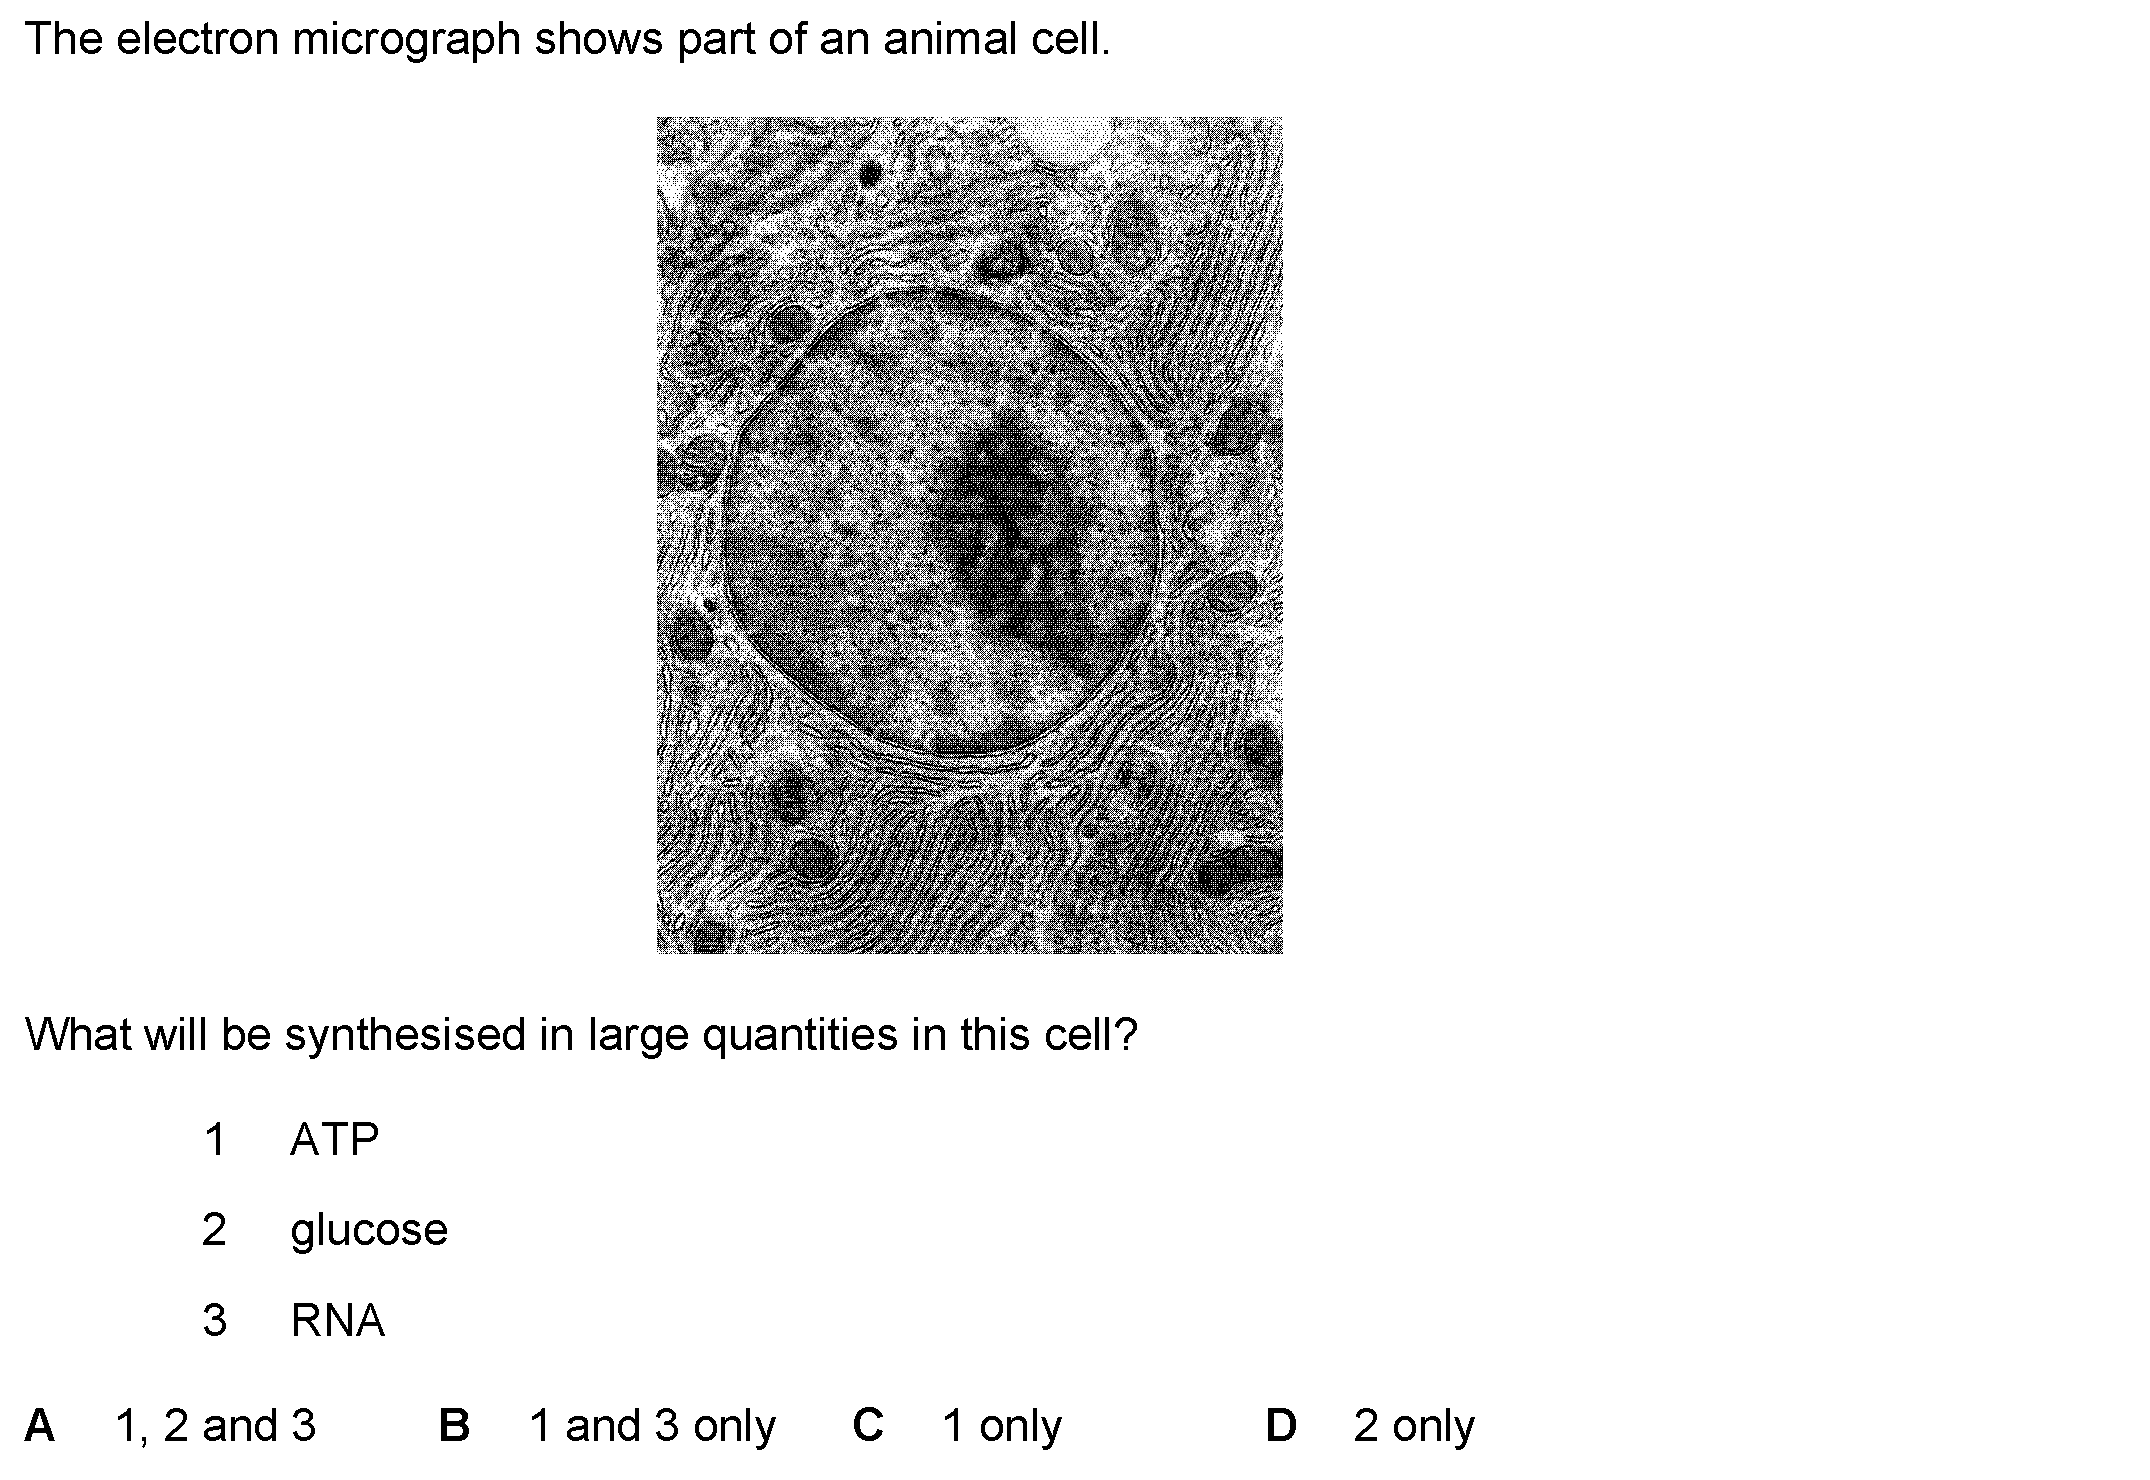 The electron micrograph shows part of an animal cell.
What will be synthesised in large quantities in this cell?
1 ATP
2 glucose
3 RNA
A 1, 2 and 3 B 1 and 3 only C 1 only D 2 only